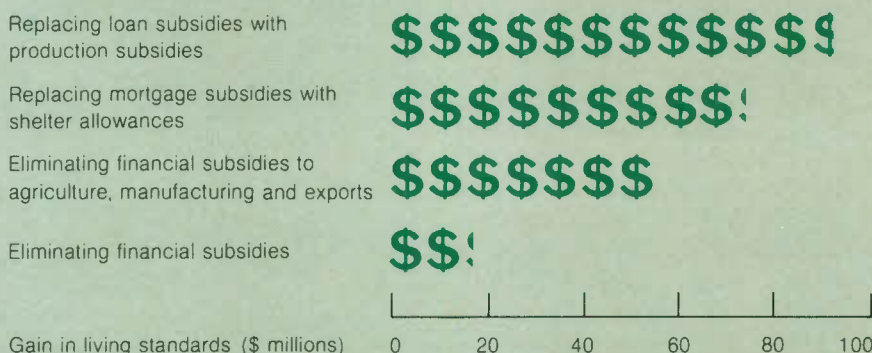 Replacing loan subsidies with
production subsidies
$$$$$$$$$$$$
Replacing mortgage subsidies with
shelter allowances
$$$$$$$$$
Eliminating financial subsidies to
agriculture, manufacturing and exports
$$$$$$$
Eliminating financial subsidies
$$
Gain in living standards ($ millions) 0 20 40 60 80 100